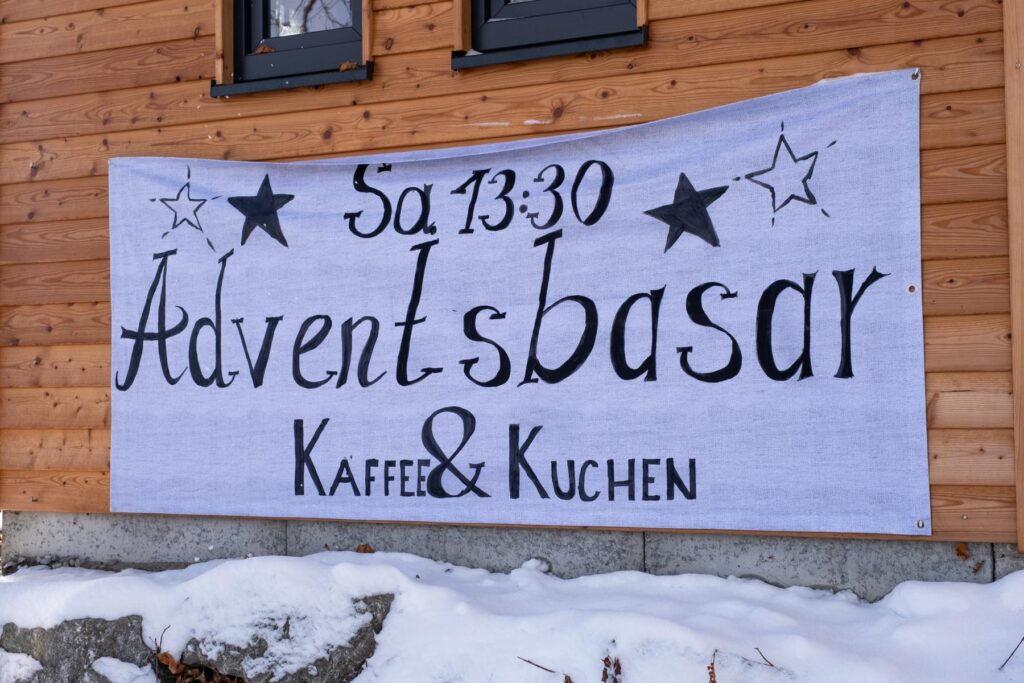 Sa. 13:30
Adventsbasar
KAFFEE & KUCHEN